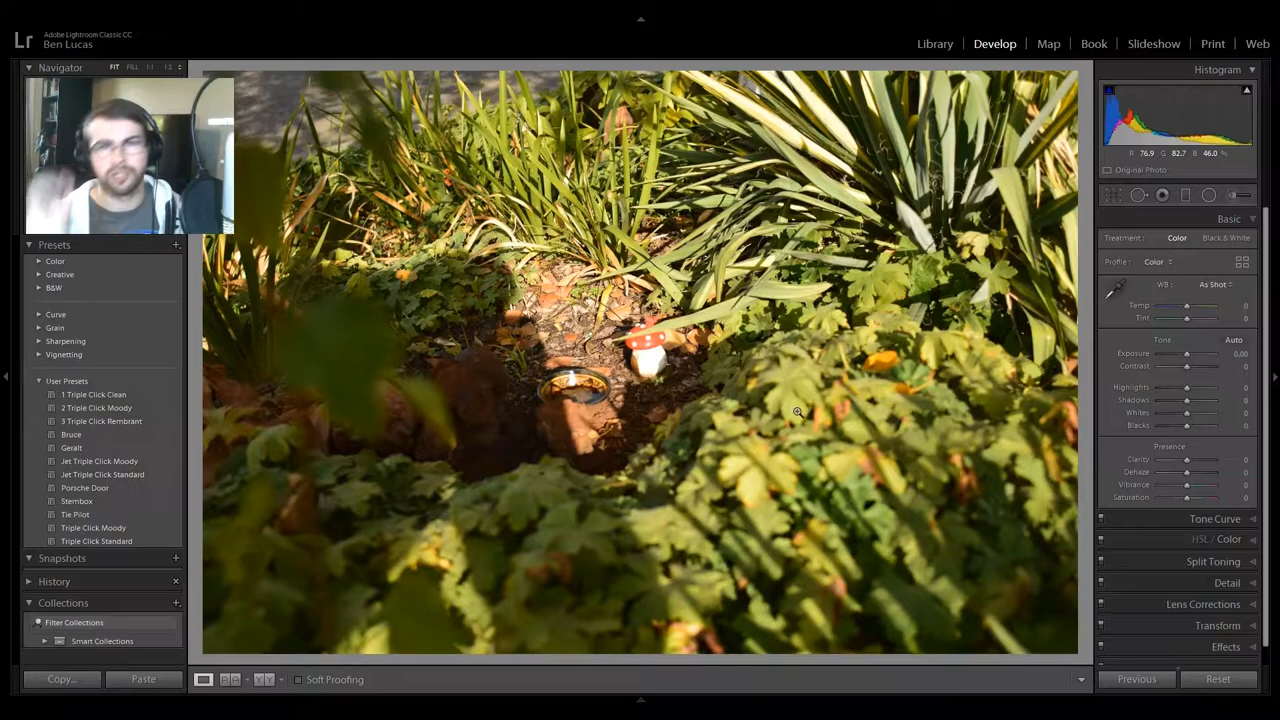 Lr
Adobe Lightroom Classic CC
Ben Lucas
Library
Develop
Map
Book
Slideshow
Print
Web
Navigator
FIT
FILL
1:1
Presets
Color
Creative
B&W
Curve
Grain
Sharpening
Vignetting
User Presets
1 Triple Click Clean
2 Triple Click Moody
3 Triple Click Rembrant
Bruce
Geralt
Jet Triple Click Moody
Jet Triple Click Standard
Porsche Door
Stembox
Tie Pilot
Triple Click Moody
Triple Click Standard
Snapshots
History
Collections
Filter Collections
Smart Collections
Copy...
Paste
Soft Proofing
Histogram
R 76.9 G 82.7 B 46.0 %
Original Photo
Basic
Treatment: Color Black & White
Profile: Color
WB: As Shot
Temp 0
Tint 0
Tone Auto
Exposure 0.00
Contrast 0
Highlights 0
Shadows 0
Whites 0
Blacks 0
Presence
Clarity 0
Dehaze 0
Vibrance 0
Saturation 0
Tone Curve
HSL / Color
Split Toning
Detail
Lens Corrections
Transform
Effects
Previous
Reset